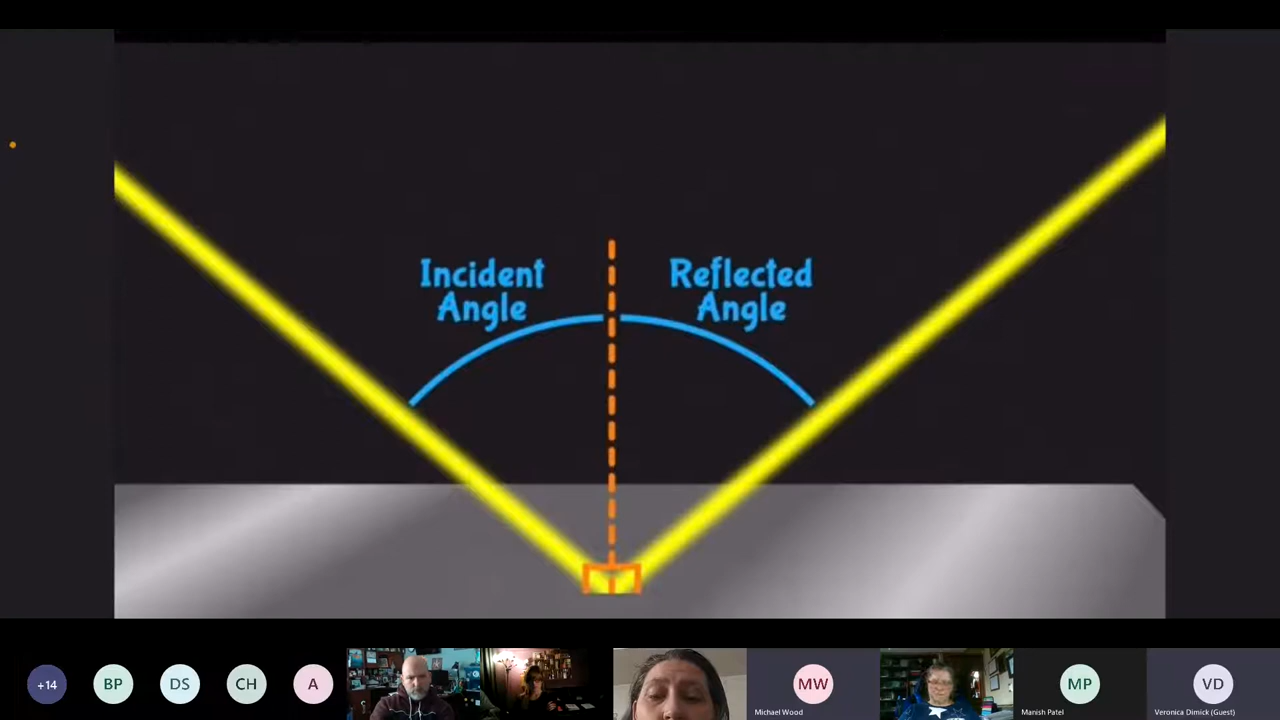 Incident
Angle
Reflected
Angle
+14
BP
DS
CH
A
MW
Michael Wood
MP
Manish Patel
VD
Veronica Dimick (Guest)